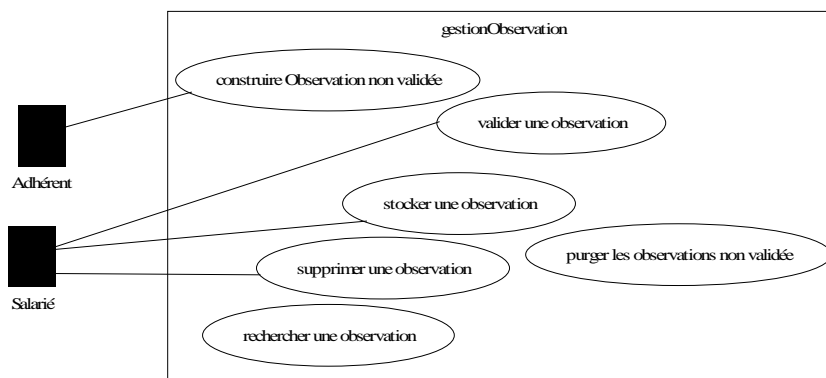 gestionObservation
construire Observation non validée
valider une observation
Adhérent
stocker une observation
purger les observations non validée
supprimer une observation
Salarié
rechercher une observation